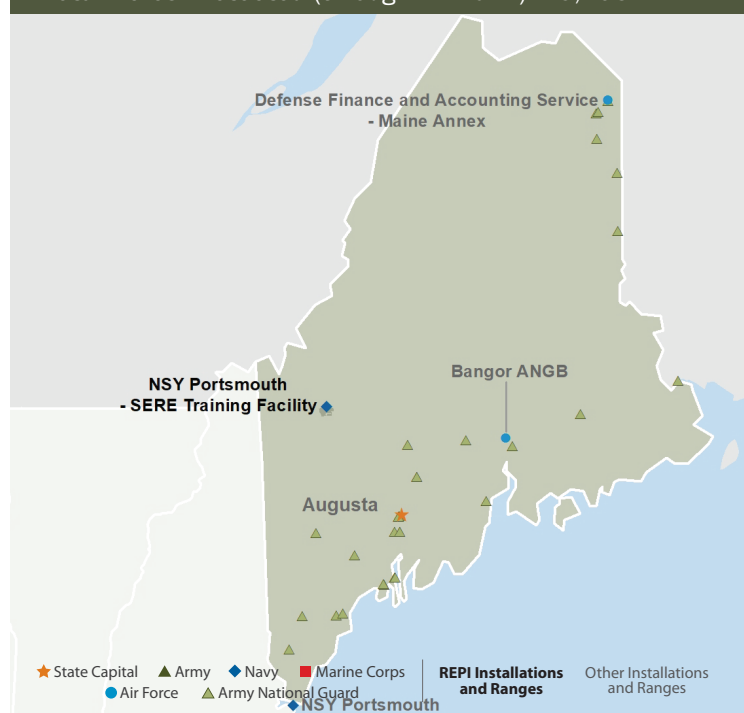 Defense Finance and Accounting Service
- Maine Annex
NSY Portsmouth
- SERE Training Facility
Bangor ANGB
Augusta
State Capital
Army
Navy
Marine Corps
Air Force
Army National Guard
REPI Installations
and Ranges
Other Installations
and Ranges
NSY Portsmouth